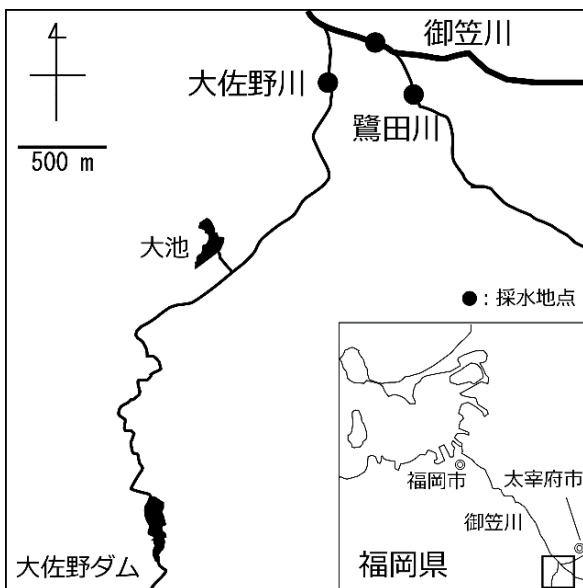 4
御笠川
大佐野川
鷺田川
500 m
大池
●：採水地点
福岡市
太宰府市
御笠川
大佐野ダム
福岡県